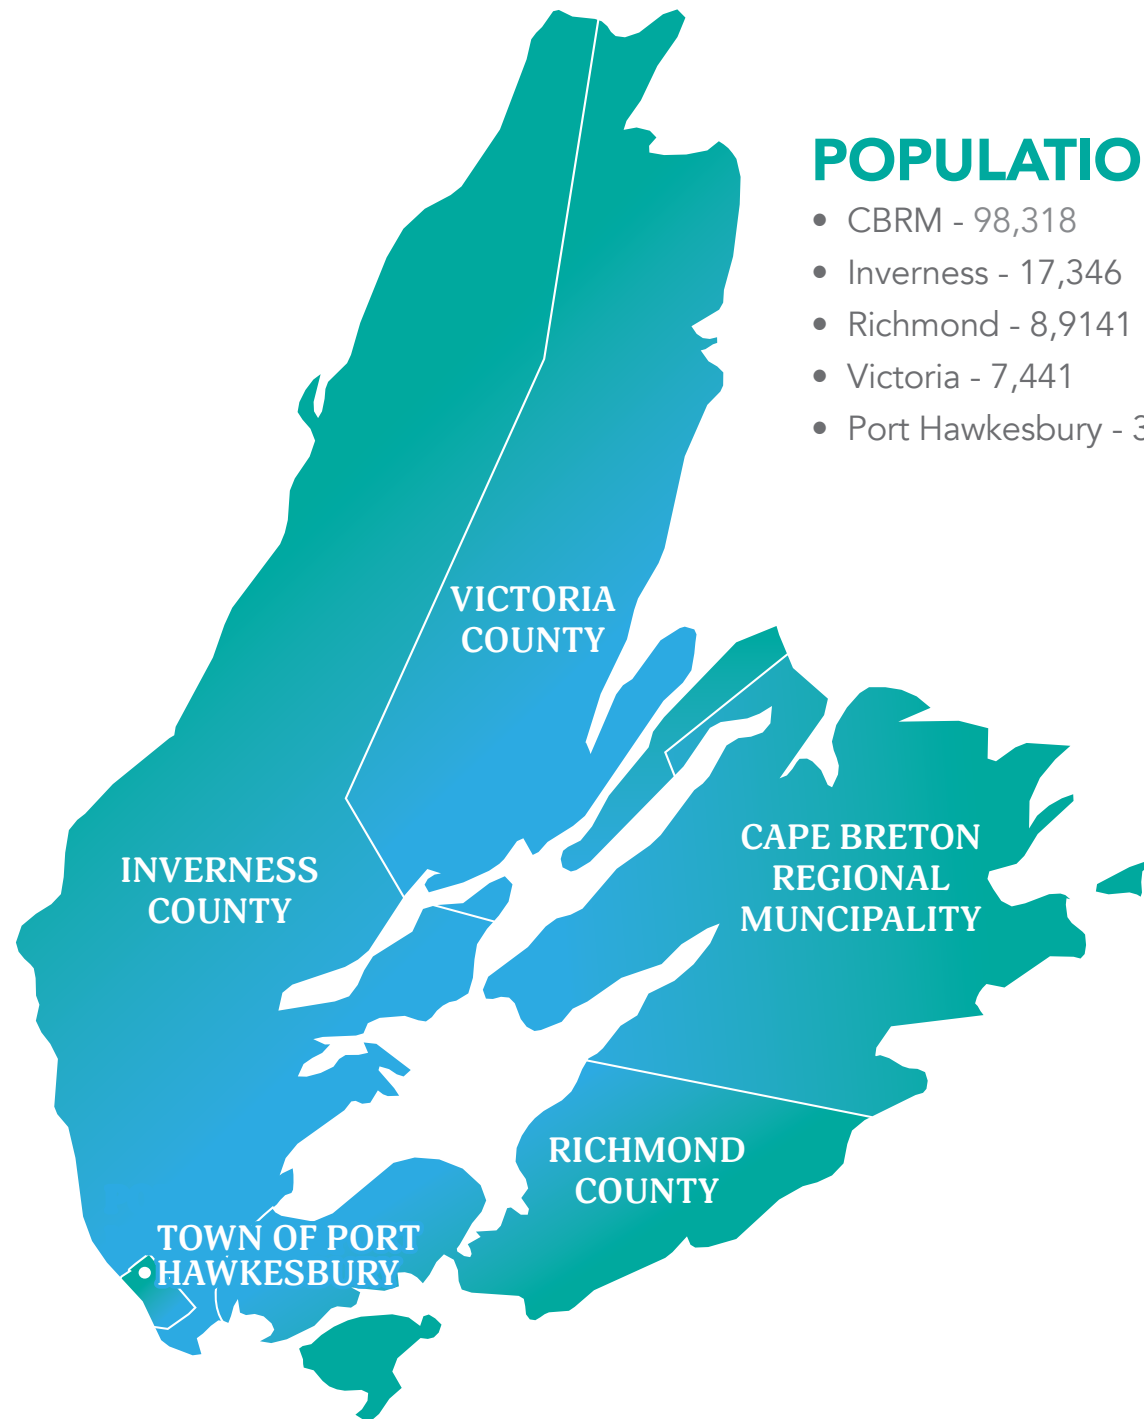 POPULATIO
• CBRM - 98,318
• Inverness - 17,346
• Richmond - 8,9141
• Victoria - 7,441
• Port Hawkesbury - 3
VICTORIA
COUNTY
CAPE BRETON
REGIONAL
MUNCIPALITY
INVERNESS
COUNTY
RICHMOND
COUNTY
TOWN OF PORT
HAWKESBURY